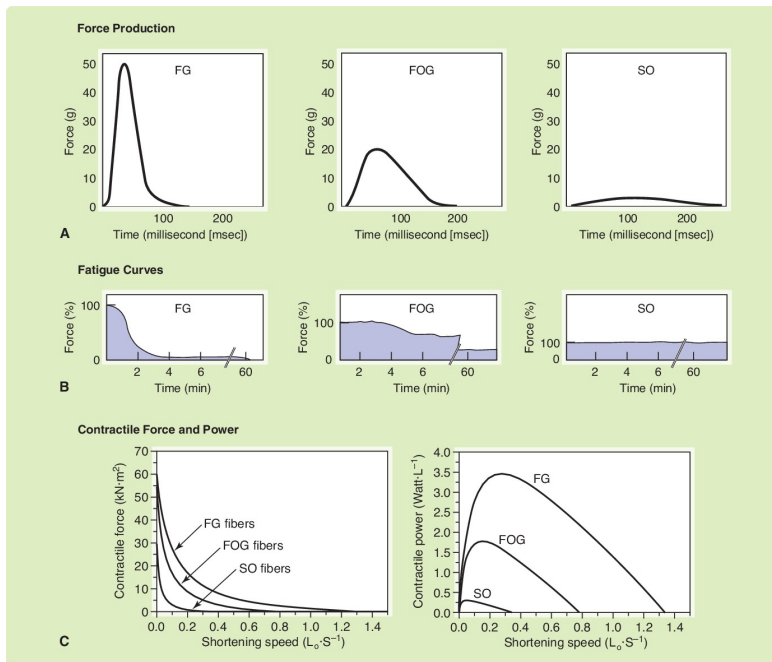 Force Production
FG
FOG
SO
Force (g)
50
40
30
20
10
0
100
200
Time (millisecond [msec])
Force (g)
50
40
30
20
10
0
100
200
Time (millisecond [msec])
Force (g)
50
40
30
20
10
0
100
200
Time (millisecond [msec])
A
Fatigue Curves
FG
FOG
SO
Force (%)
100
0
2
4
6
60
Time (min)
Force (%)
100
0
2
4
6
60
Time (min)
Force (%)
100
0
2
4
6
60
Time (min)
B
Contractile Force and Power
Contractile force (kN·m²)
70
60
50
40
30
20
10
0
FG fibers
FOG fibers
SO fibers
0.0
0.2
0.4
0.6
0.8
1.0
1.2
1.4
Shortening speed (L₀·S⁻¹)
Contractile power (Watt·L⁻¹)
4.0
3.5
3.0
2.5
2.0
1.5
1.0
0.5
0.0
FG
FOG
SO
0.0
0.2
0.4
0.6
0.8
1.0
1.2
1.4
Shortening speed (L₀·S⁻¹)
C